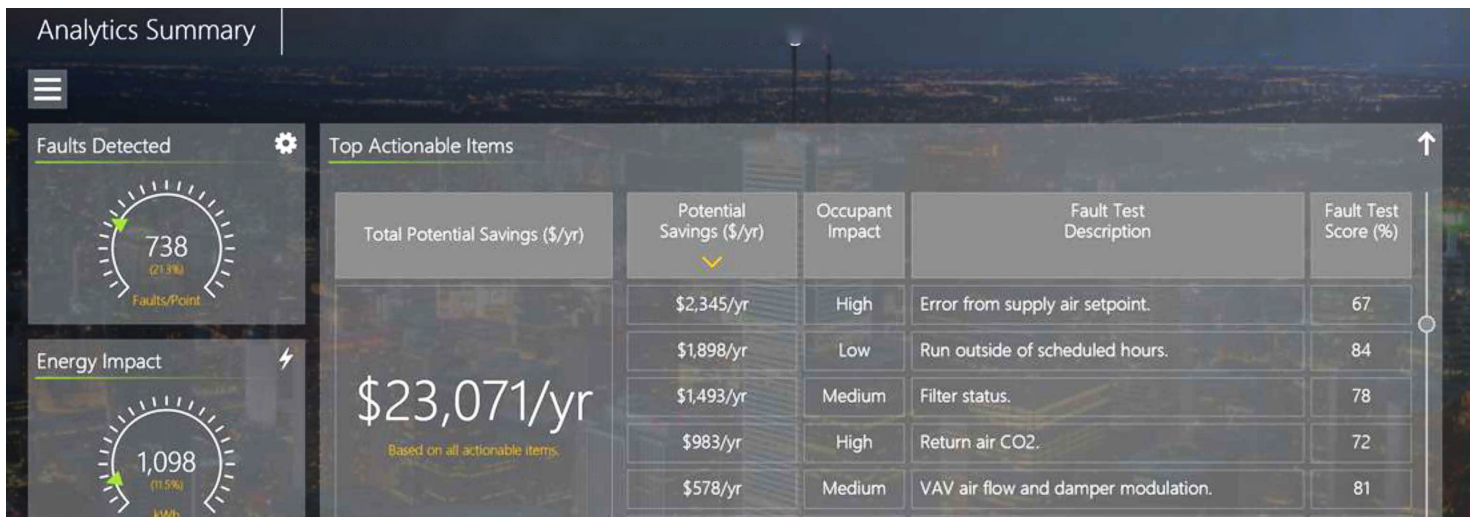 Analytics Summary
Faults Detected
738
(21.3%)
Faults/Point
Energy Impact
1,098
(11.5%)
kWh
Top Actionable Items
Total Potential Savings ($/yr)
$23,071/yr
Based on all actionable items.
Potential
Savings ($/yr)
Occupant
Impact
Fault Test
Description
Fault Test
Score (%)
$2,345/yr High Error from supply air setpoint. 67
$1,898/yr Low Run outside of scheduled hours. 84
$1,493/yr Medium Filter status. 78
$983/yr High Return air CO2. 72
$578/yr Medium VAV air flow and damper modulation. 81